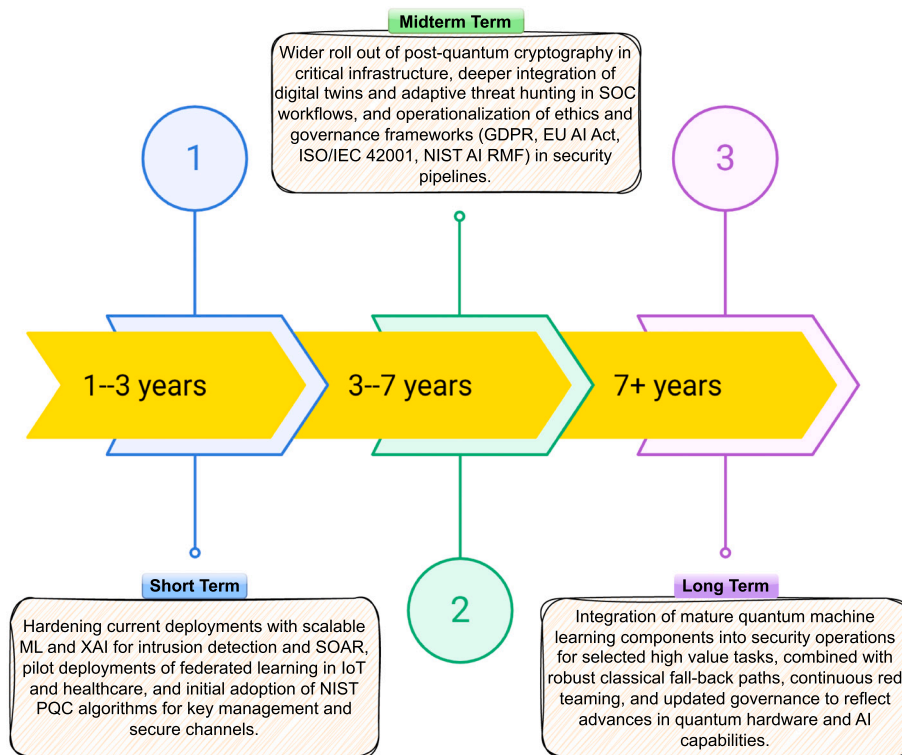 Midterm Term
Wider roll out of post-quantum cryptography in
critical infrastructure, deeper integration of
digital twins and adaptive threat hunting in SOC
workflows, and operationalization of ethics and
governance frameworks (GDPR, EU AI Act,
ISO/IEC 42001, NIST AI RMF) in security
pipelines.
1
3
1--3 years
3--7 years
7+ years
2
Short Term
Hardening current deployments with scalable
ML and XAI for intrusion detection and SOAR,
pilot deployments of federated learning in IoT
and healthcare, and initial adoption of NIST
PQC algorithms for key management and
secure channels.
Long Term
Integration of mature quantum machine
learning components into security operations
for selected high value tasks, combined with
robust classical fall-back paths, continuous red
teaming, and updated governance to reflect
advances in quantum hardware and AI
capabilities.